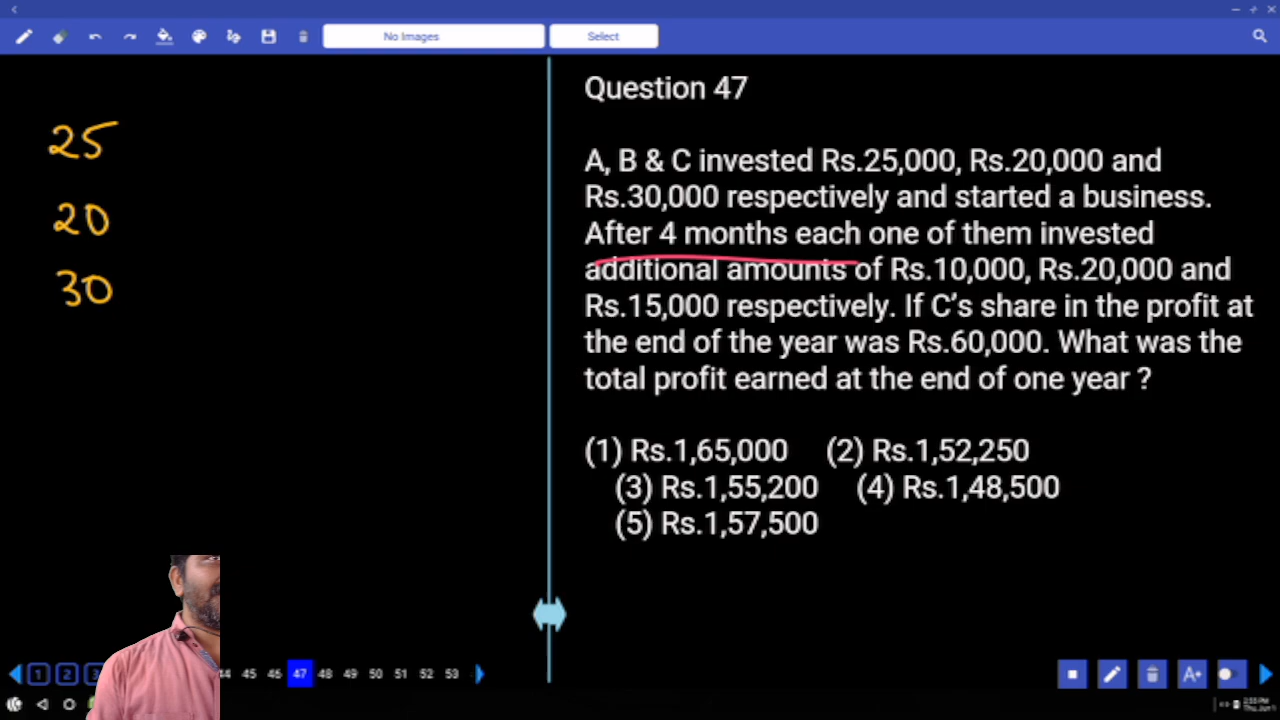 No Images
Select
25
20
30
Question 47
A, B & C invested Rs.25,000, Rs.20,000 and
Rs.30,000 respectively and started a business.
After 4 months each one of them invested
additional amounts of Rs.10,000, Rs.20,000 and
Rs.15,000 respectively. If C's share in the profit at
the end of the year was Rs.60,000. What was the
total profit earned at the end of one year ?
(1) Rs.1,65,000 (2) Rs.1,52,250
(3) Rs.1,55,200 (4) Rs.1,48,500
(5) Rs.1,57,500
1 2 44 45 46 47 48 49 50 51 52 53
A+